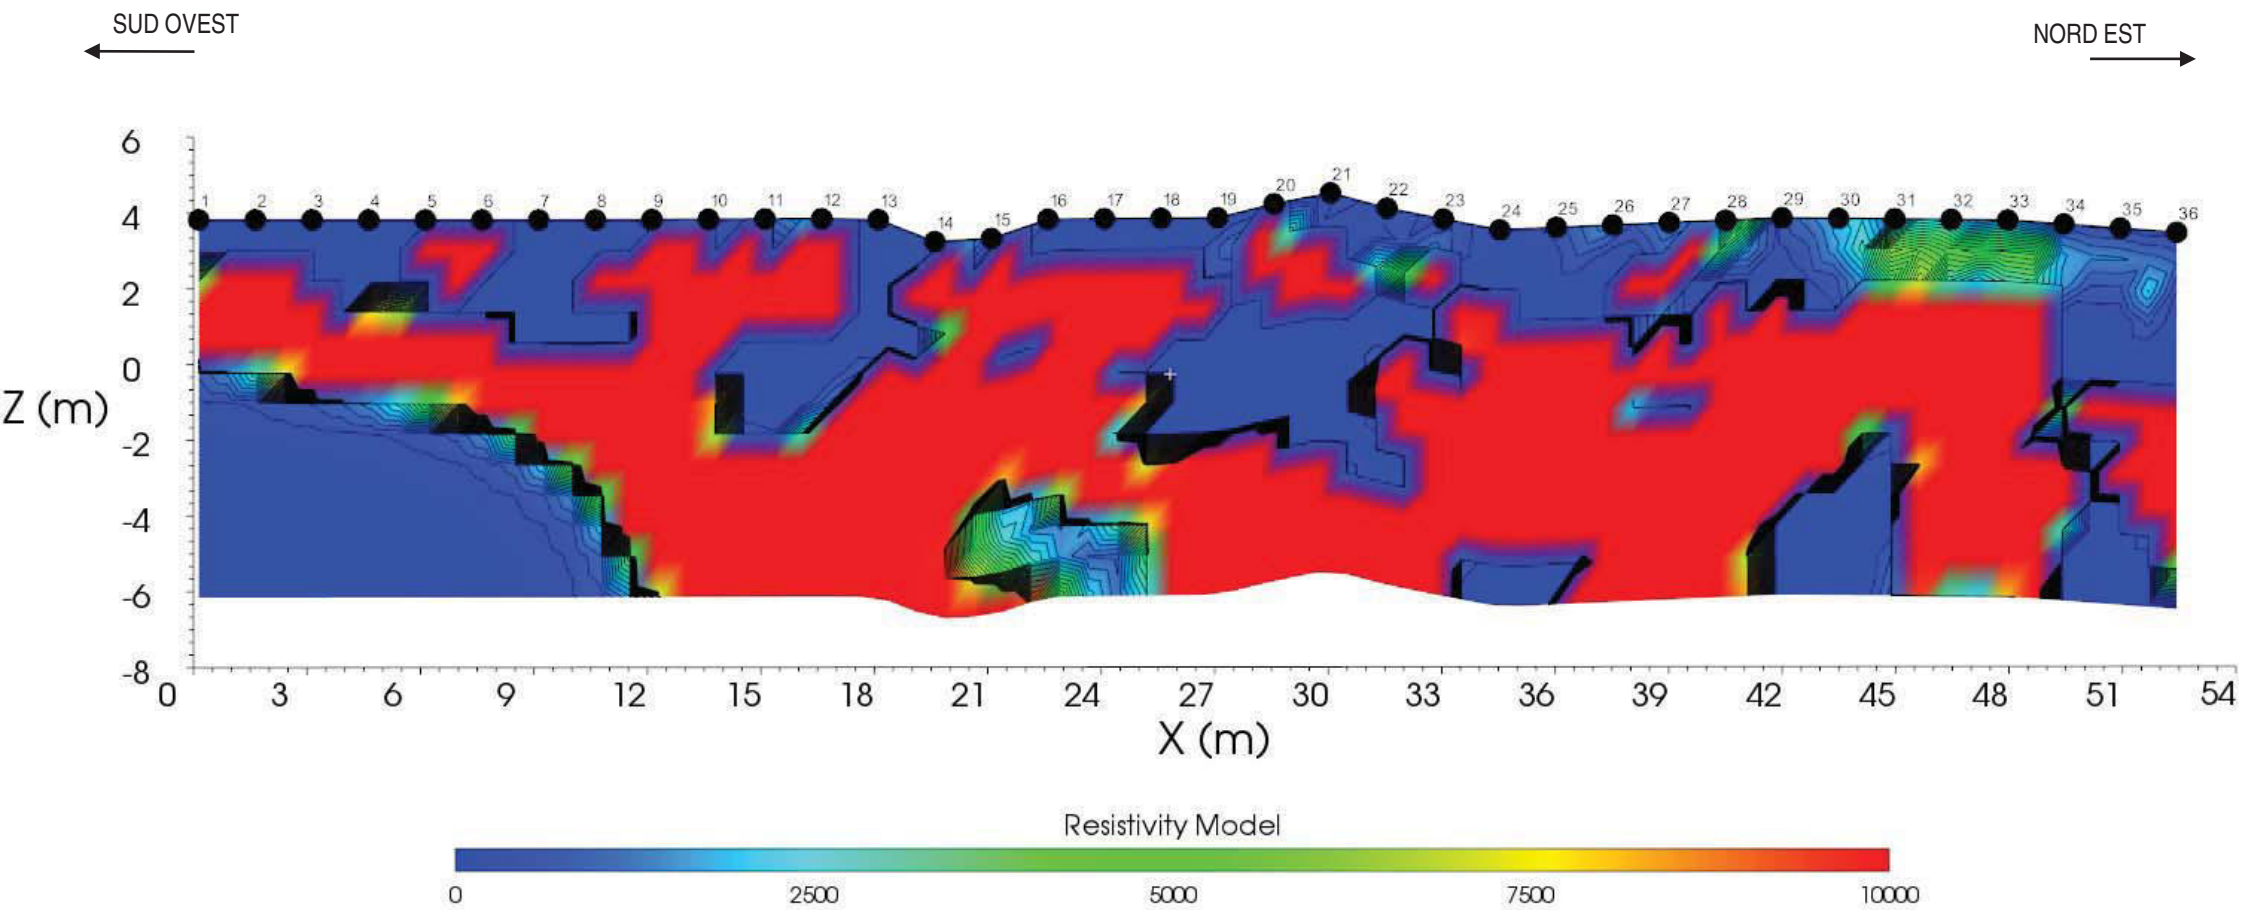 SUD OVEST
NORD EST
6
4
2
0
-2
-4
-6
-8
Z (m)
1 2 3 4 5 6 7 8 9 10 11 12 13 14 15 16 17 18 19 20 21 22 23 24 25 26 27 28 29 30 31 32 33 34 35 36
0 3 6 9 12 15 18 21 24 27 30 33 36 39 42 45 48 51 54
X (m)
Resistivity Model
0 2500 5000 7500 10000